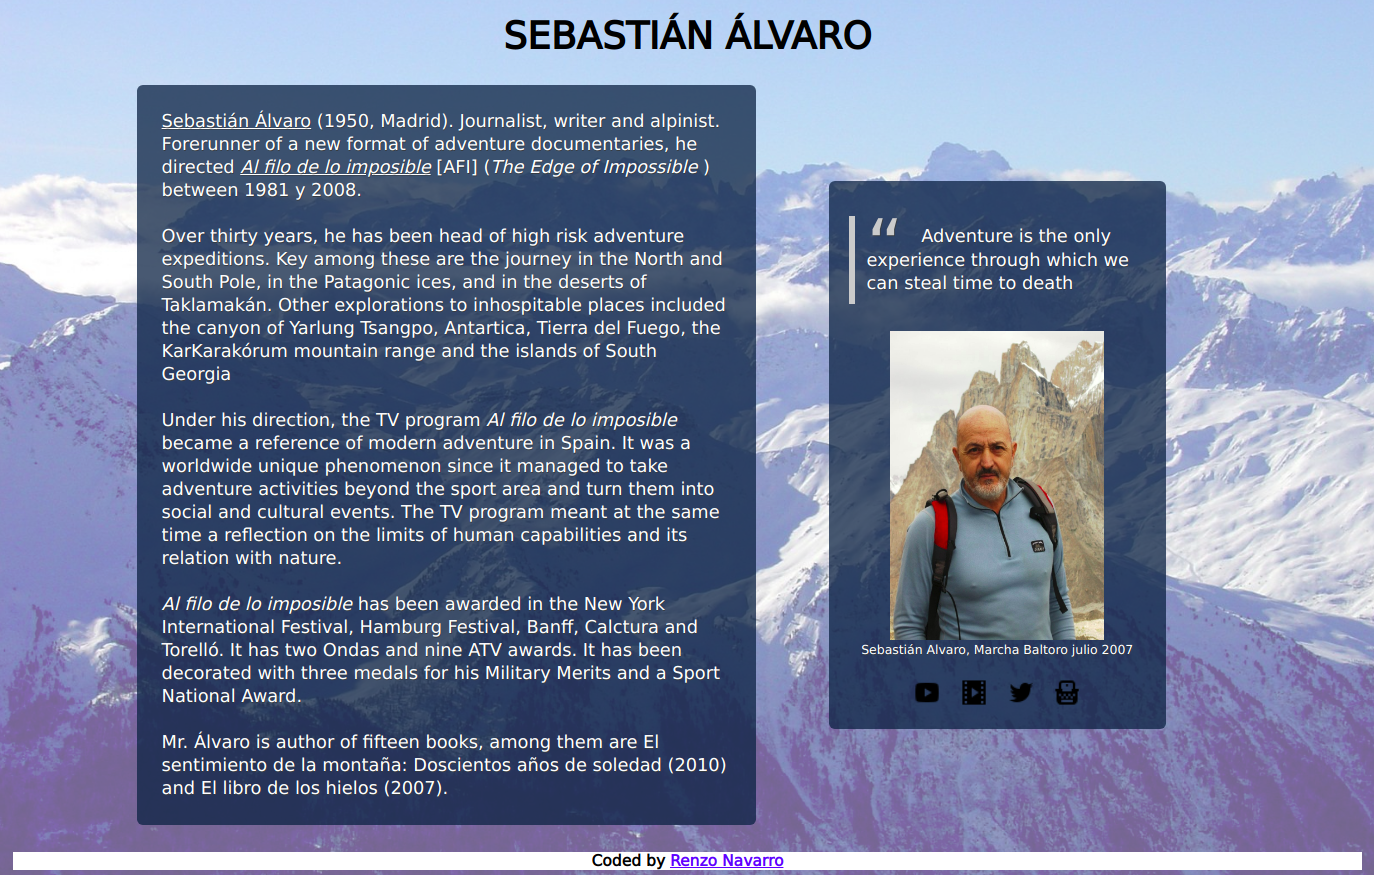 SEBASTIÁN ÁLVARO
Sebastián Álvaro (1950, Madrid). Journalist, writer and alpinist.
Forerunner of a new format of adventure documentaries, he
directed Al filo de lo imposible [AFI] (The Edge of Impossible )
between 1981 y 2008.
Over thirty years, he has been head of high risk adventure
expeditions. Key among these are the journey in the North and
South Pole, in the Patagonic ices, and in the deserts of
Taklamakán. Other explorations to inhospitable places included
the canyon of Yarlung Tsangpo, Antartica, Tierra del Fuego, the
KarKarakórum mountain range and the islands of South
Georgia
Under his direction, the TV program Al filo de lo imposible
became a reference of modern adventure in Spain. It was a
worldwide unique phenomenon since it managed to take
adventure activities beyond the sport area and turn them into
social and cultural events. The TV program meant at the same
time a reflection on the limits of human capabilities and its
relation with nature.
Al filo de lo imposible has been awarded in the New York
International Festival, Hamburg Festival, Banff, Calctura and
Torelló. It has two Ondas and nine ATV awards. It has been
decorated with three medals for his Military Merits and a Sport
National Award.
Mr. Álvaro is author of fifteen books, among them are El
sentimiento de la montaña: Doscientos años de soledad (2010)
and El libro de los hielos (2007).
“ Adventure is the only
experience through which we
can steal time to death
Sebastián Alvaro, Marcha Baltoro julio 2007
Coded by Renzo Navarro